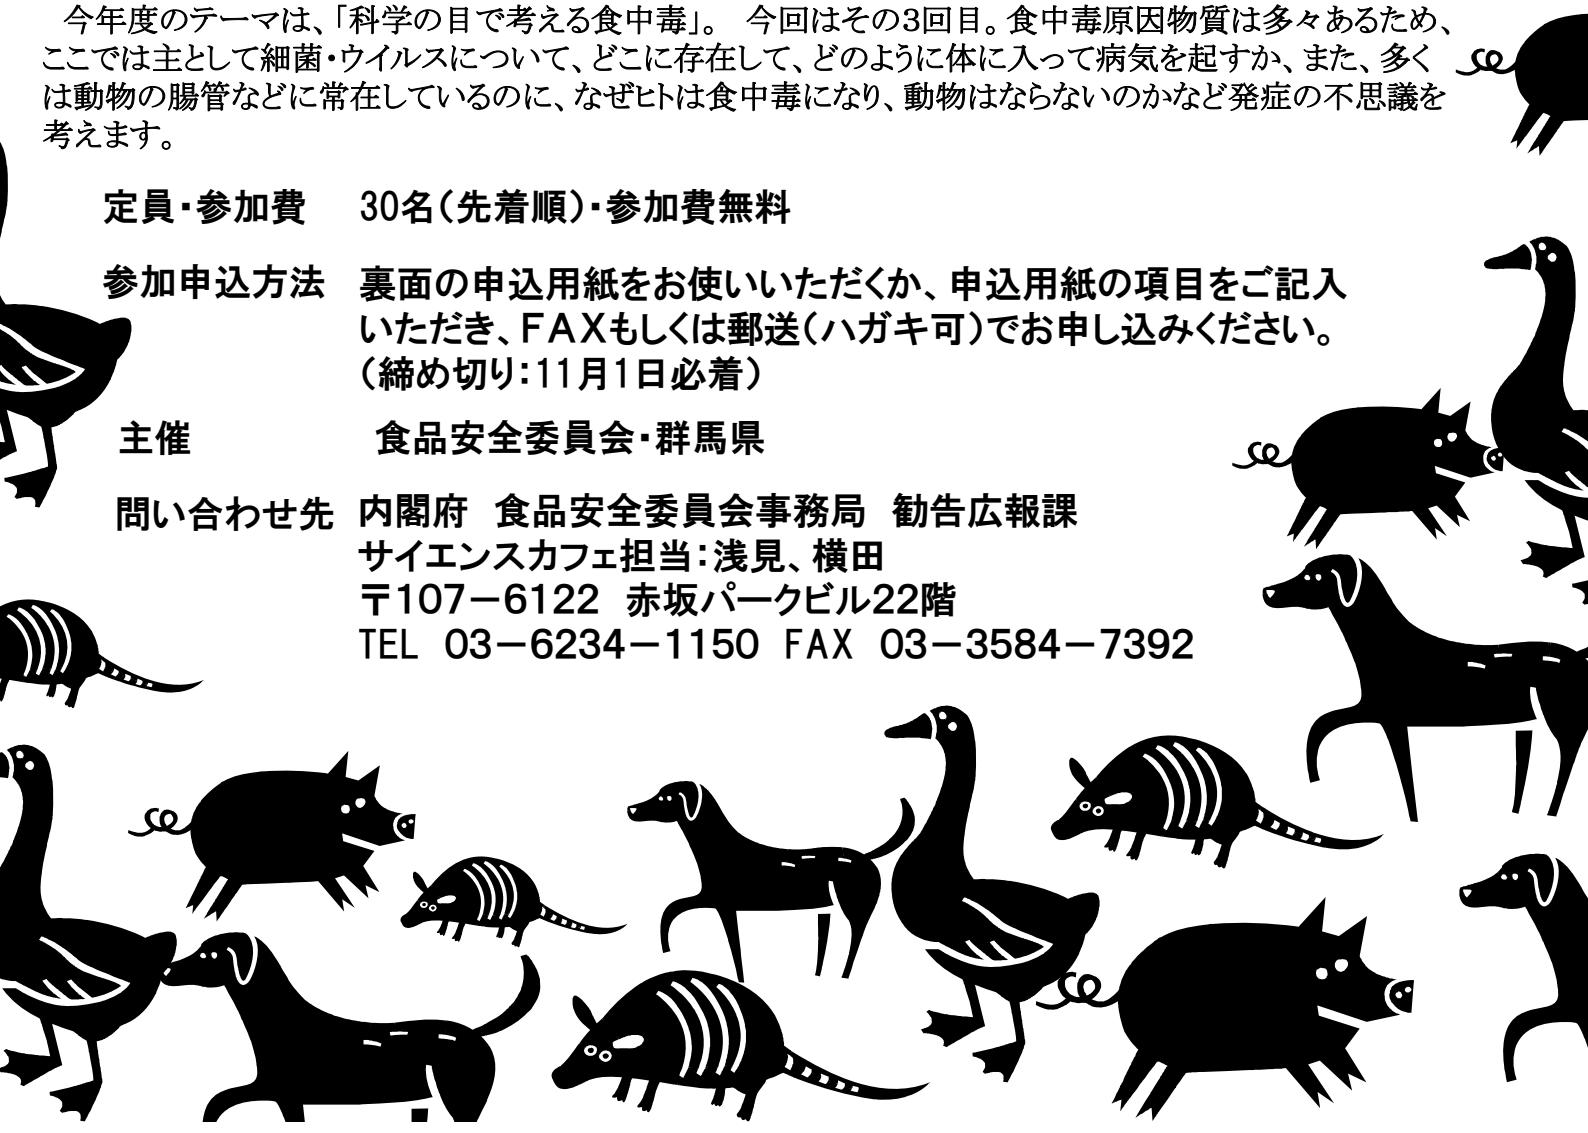 今年度のテーマは、「科学の目で考える食中毒」。　今回はその３回目。食中毒原因物質は多々あるため、
ここでは主として細菌・ウイルスについて、どこに存在して、どのように体に入って病気を起すか、また、多く
は動物の腸管などに常在しているのに、なぜヒトは食中毒になり、動物はならないのかなど発症の不思議を
考えます。
定員・参加費　30名（先着順）・参加費無料
参加申込方法　裏面の申込用紙をお使いいただくか、申込用紙の項目をご記入
いただき、ＦＡＸもしくは郵送（ハガキ可）でお申し込みください。
（締め切り：11月1日必着）
主催　食品安全委員会・群馬県
問い合わせ先　内閣府　食品安全委員会事務局　勧告広報課
サイエンスカフェ担当：浅見、横田
〒１０７－６１２２　赤坂パークビル２２階
TEL　０３－６２３４－１１５０　FAX　０３－３５８４－７３９２